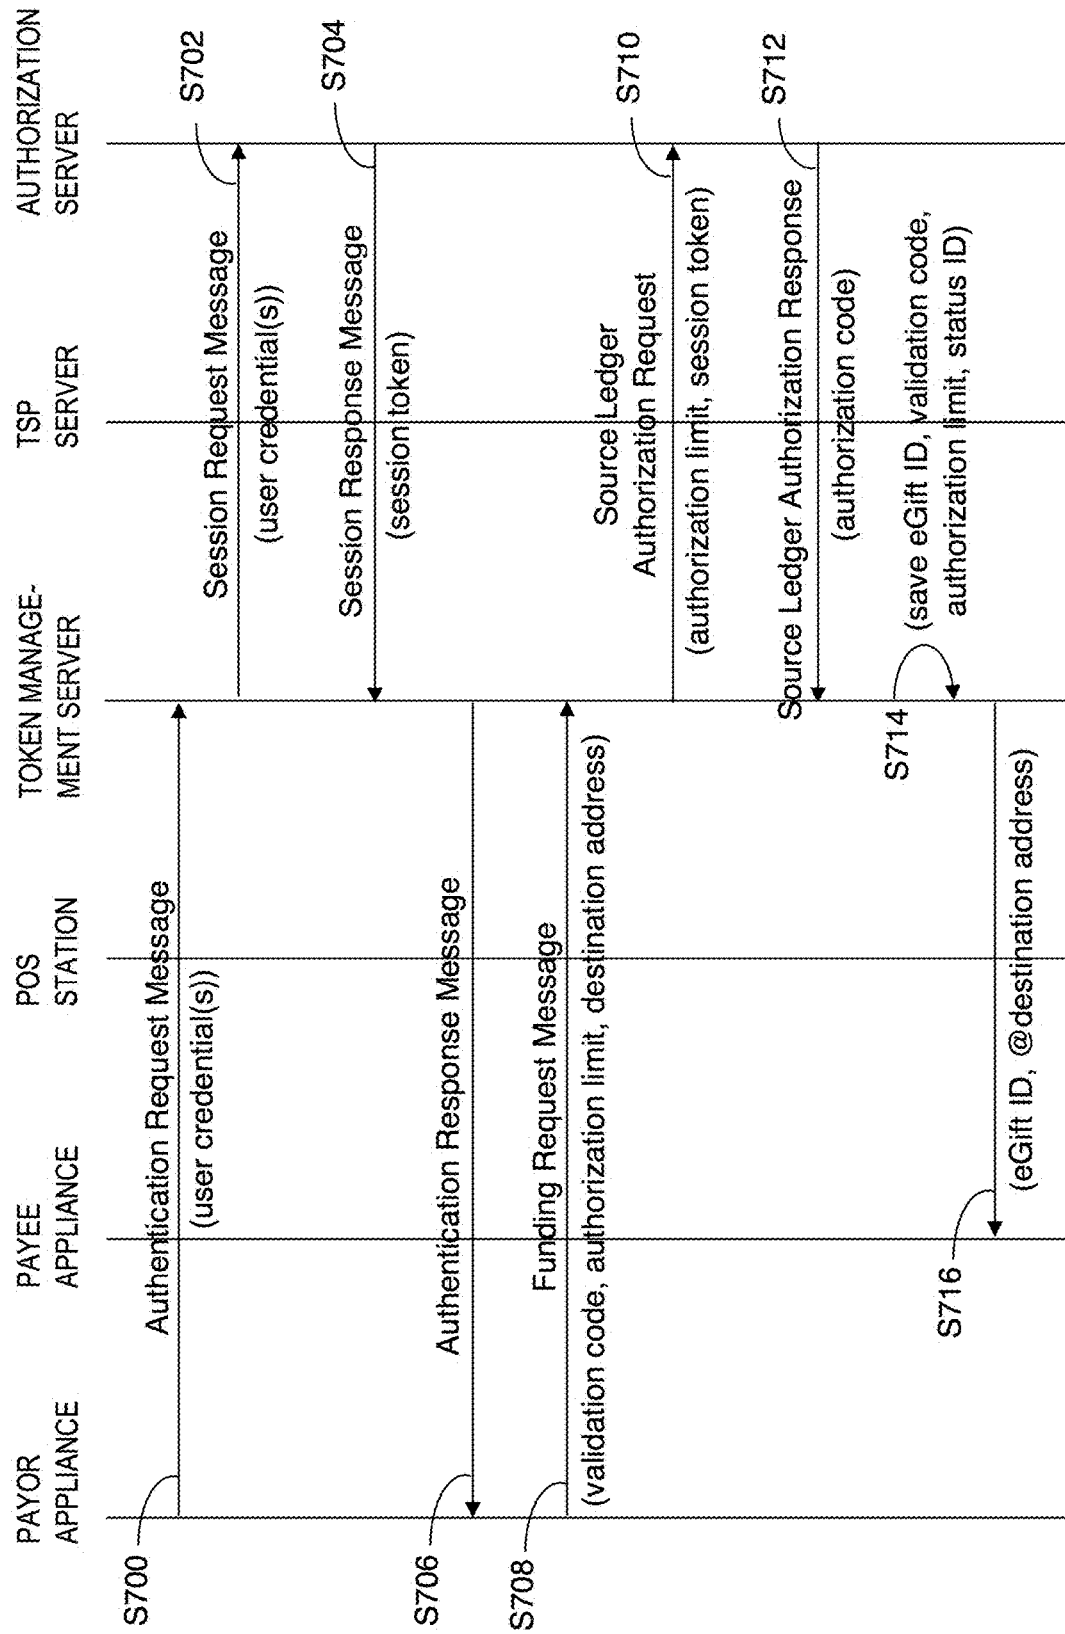 PAYOR
APPLIANCE
PAYEE
APPLIANCE
POS
STATION
TOKEN MANAGE-
MENT SERVER
TSP
SERVER
AUTHORIZATION
SERVER
S700
Authentication Request Message
(user credential(s))
S702
Session Request Message
(user credential(s))
S704
Session Response Message
(session token)
S706
Authentication Response Message
S708
Funding Request Message
(validation code, authorization limit, destination address)
S710
Source Ledger
Authorization Request
(authorization limit, session token)
S712
Source Ledger Authorization Response
(authorization code)
S714
(save eGift ID, validation code,
authorization limit, status ID)
S716
(eGift ID, @destination address)